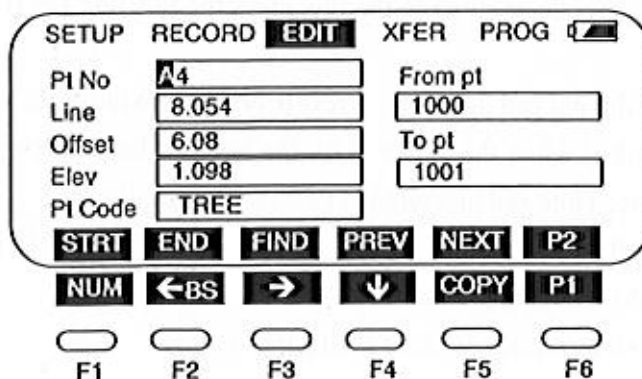 SETUP RECORD EDIT XFER PROG
Pt No A4 From pt
Line 8.054 1000
Offset 6.08 To pt
Elev 1.098 1001
Pt Code TREE
STRT END FIND PREV NEXT P2
NUM ←BS → ↓ COPY P1
F1 F2 F3 F4 F5 F6